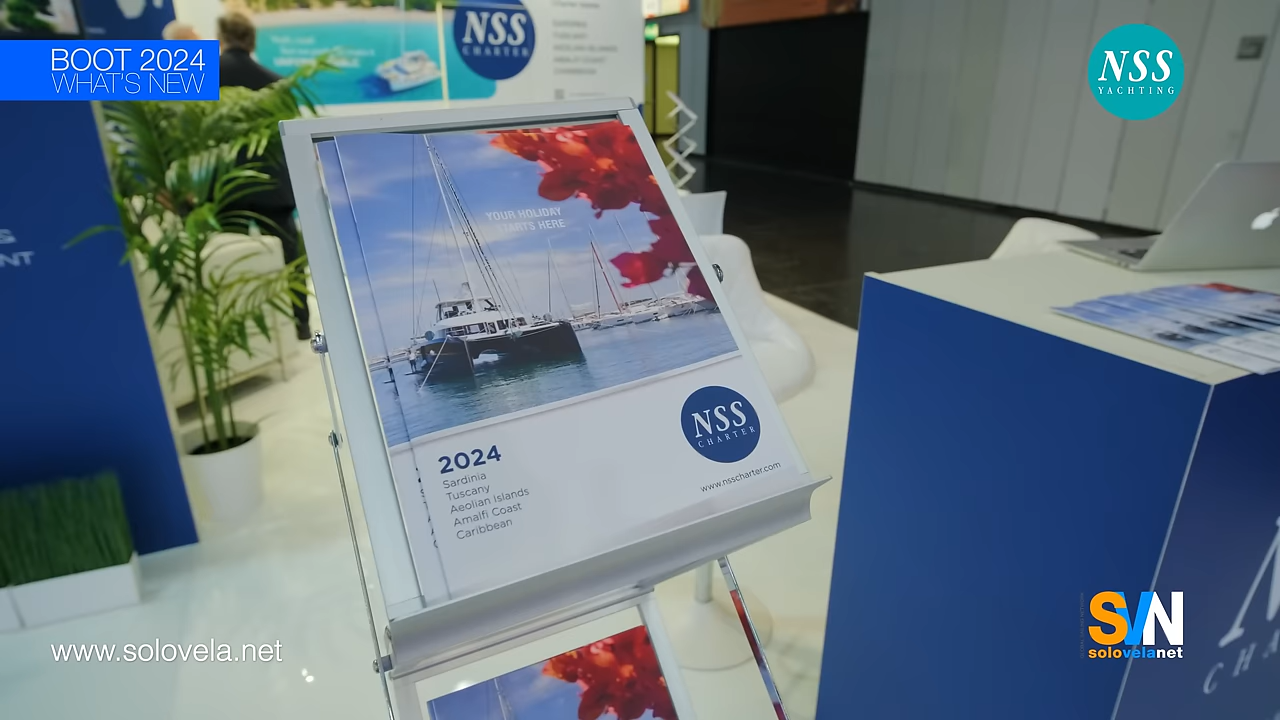 BOOT 2024
WHAT'S NEW
NSS
CHARTER
NSS
YACHTING
YOUR HOLIDAY
STARTS HERE
NSS
CHARTER
2024
Sardinia
Tuscany
Aeolian Islands
Amalfi Coast
Caribbean
www.nsscharter.com
www.solovela.net
SVN
solovelanet